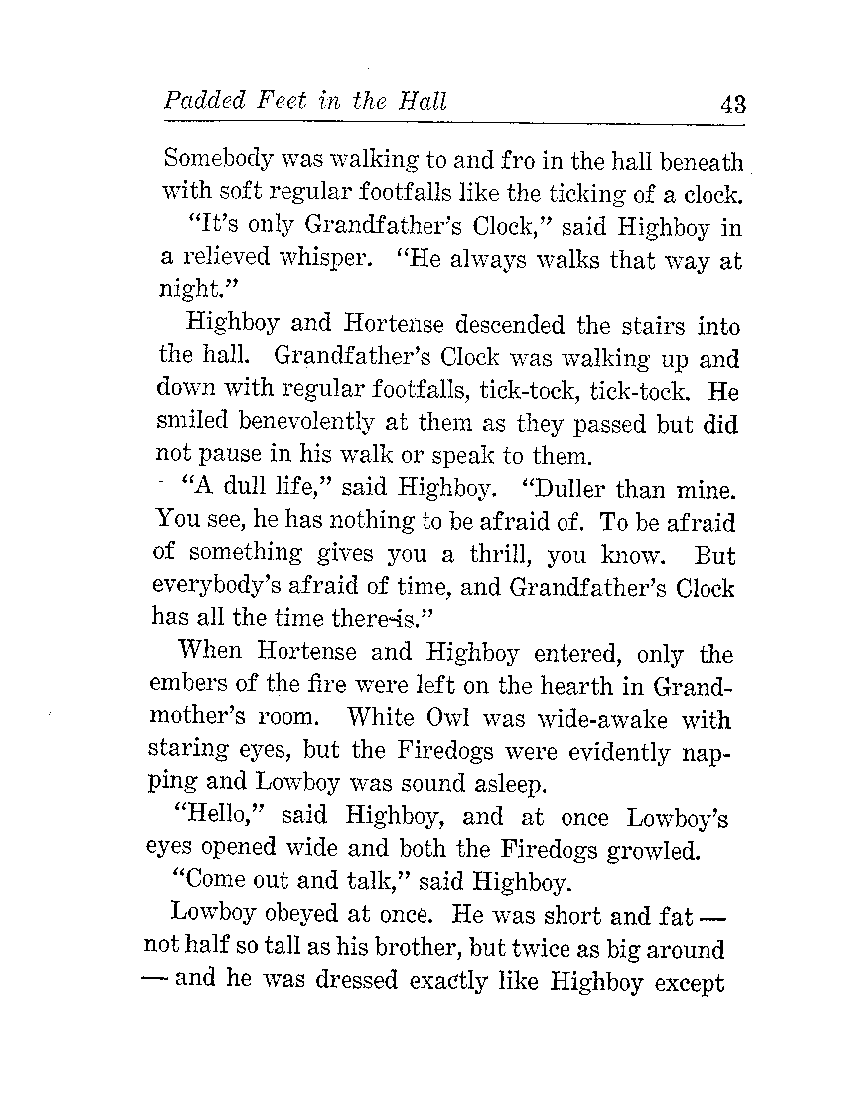 Padded Feet in the Hall 43
Somebody was walking to and fro in the hall beneath
with soft regular footfalls like the ticking of a clock.
“It’s only Grandfather’s Clock,” said Highboy in
a relieved whisper. “He always walks that way at
night.”
Highboy and Hortense descended the stairs into
the hall. Grandfather’s Clock was walking up and
down with regular footfalls, tick-tock, tick-tock. He
smiled benevolently at them as they passed but did
not pause in his walk or speak to them.
“A dull life,” said Highboy. “Duller than mine.
You see, he has nothing to be afraid of. To be afraid
of something gives you a thrill, you know. But
everybody’s afraid of time, and Grandfather’s Clock
has all the time there is.”
When Hortense and Highboy entered, only the
embers of the fire were left on the hearth in Grand-
mother’s room. White Owl was wide-awake with
staring eyes, but the Firedogs were evidently nap-
ping and Lowboy was sound asleep.
“Hello,” said Highboy, and at once Lowboy’s
eyes opened wide and both the Firedogs growled.
“Come out and talk,” said Highboy.
Lowboy obeyed at once. He was short and fat —
not half so tall as his brother, but twice as big around
— and he was dressed exactly like Highboy except